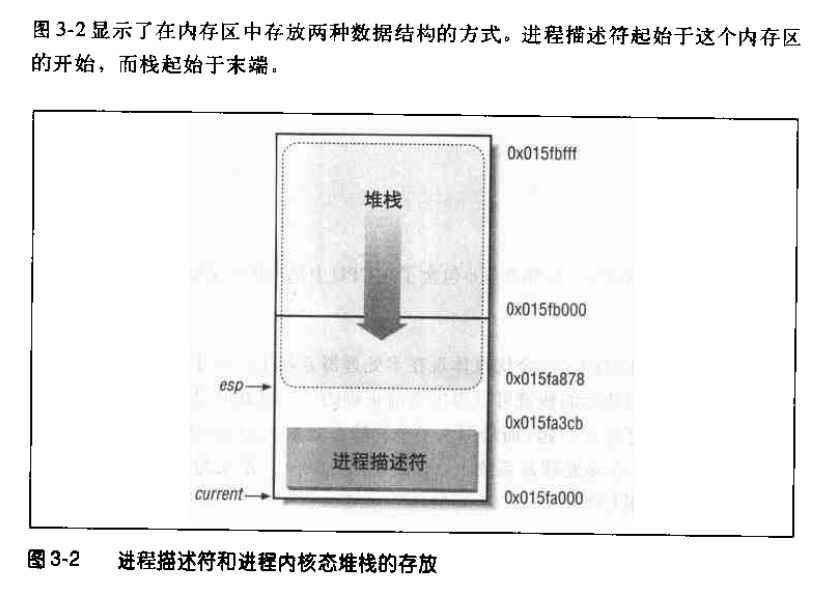 图 3-2 显示了在内存区中存放两种数据结构的方式。进程描述符起始于这个内存区
的开始，而栈起始于末端。
0x015fbfff
堆栈
0x015fb000
esp
0x015fa878
0x015fa3cb
进程描述符
current
0x015fa000
图 3-2 进程描述符和进程内核态堆栈的存放